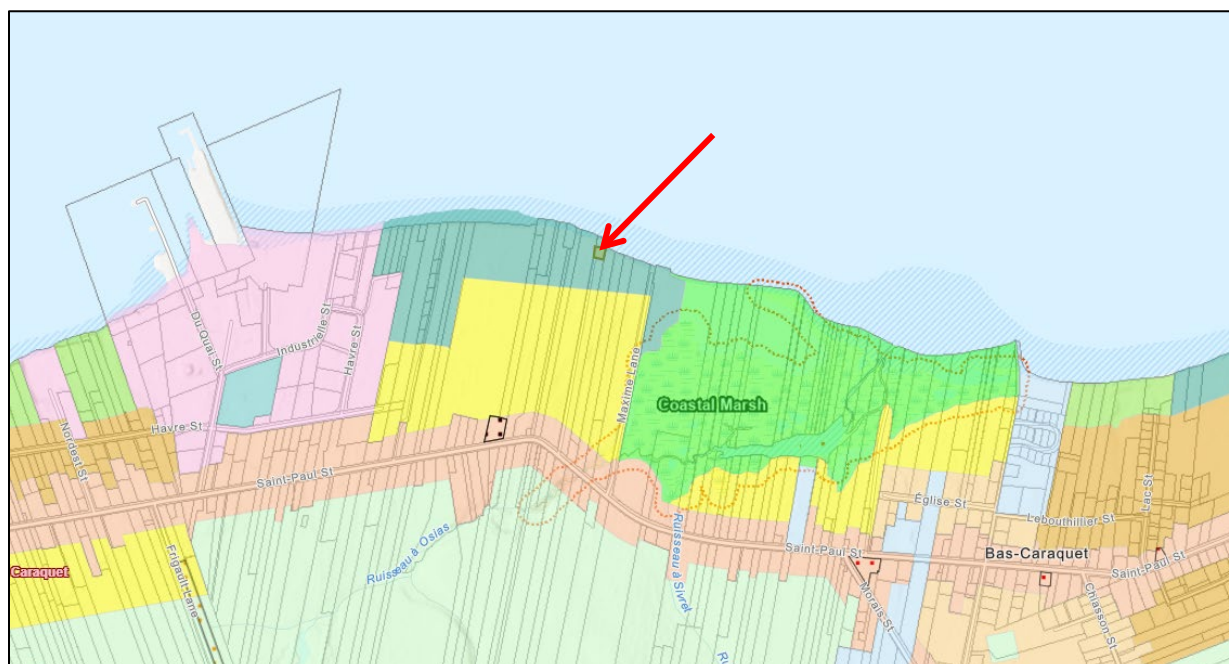 Du Quai St
Industrielle St
Havre St
Maxime Lane
Coastal Marsh
Havre St
Nordest St
Saint-Paul St
Lac St
Église St
Lebouthillier St
Ruisseau à Osias
Ruisseau à Sivret
Saint-Paul St
Bas-Caraquet
Saint-Paul St
Caraquet
Frigault Lane
Morais St
Chiasson St